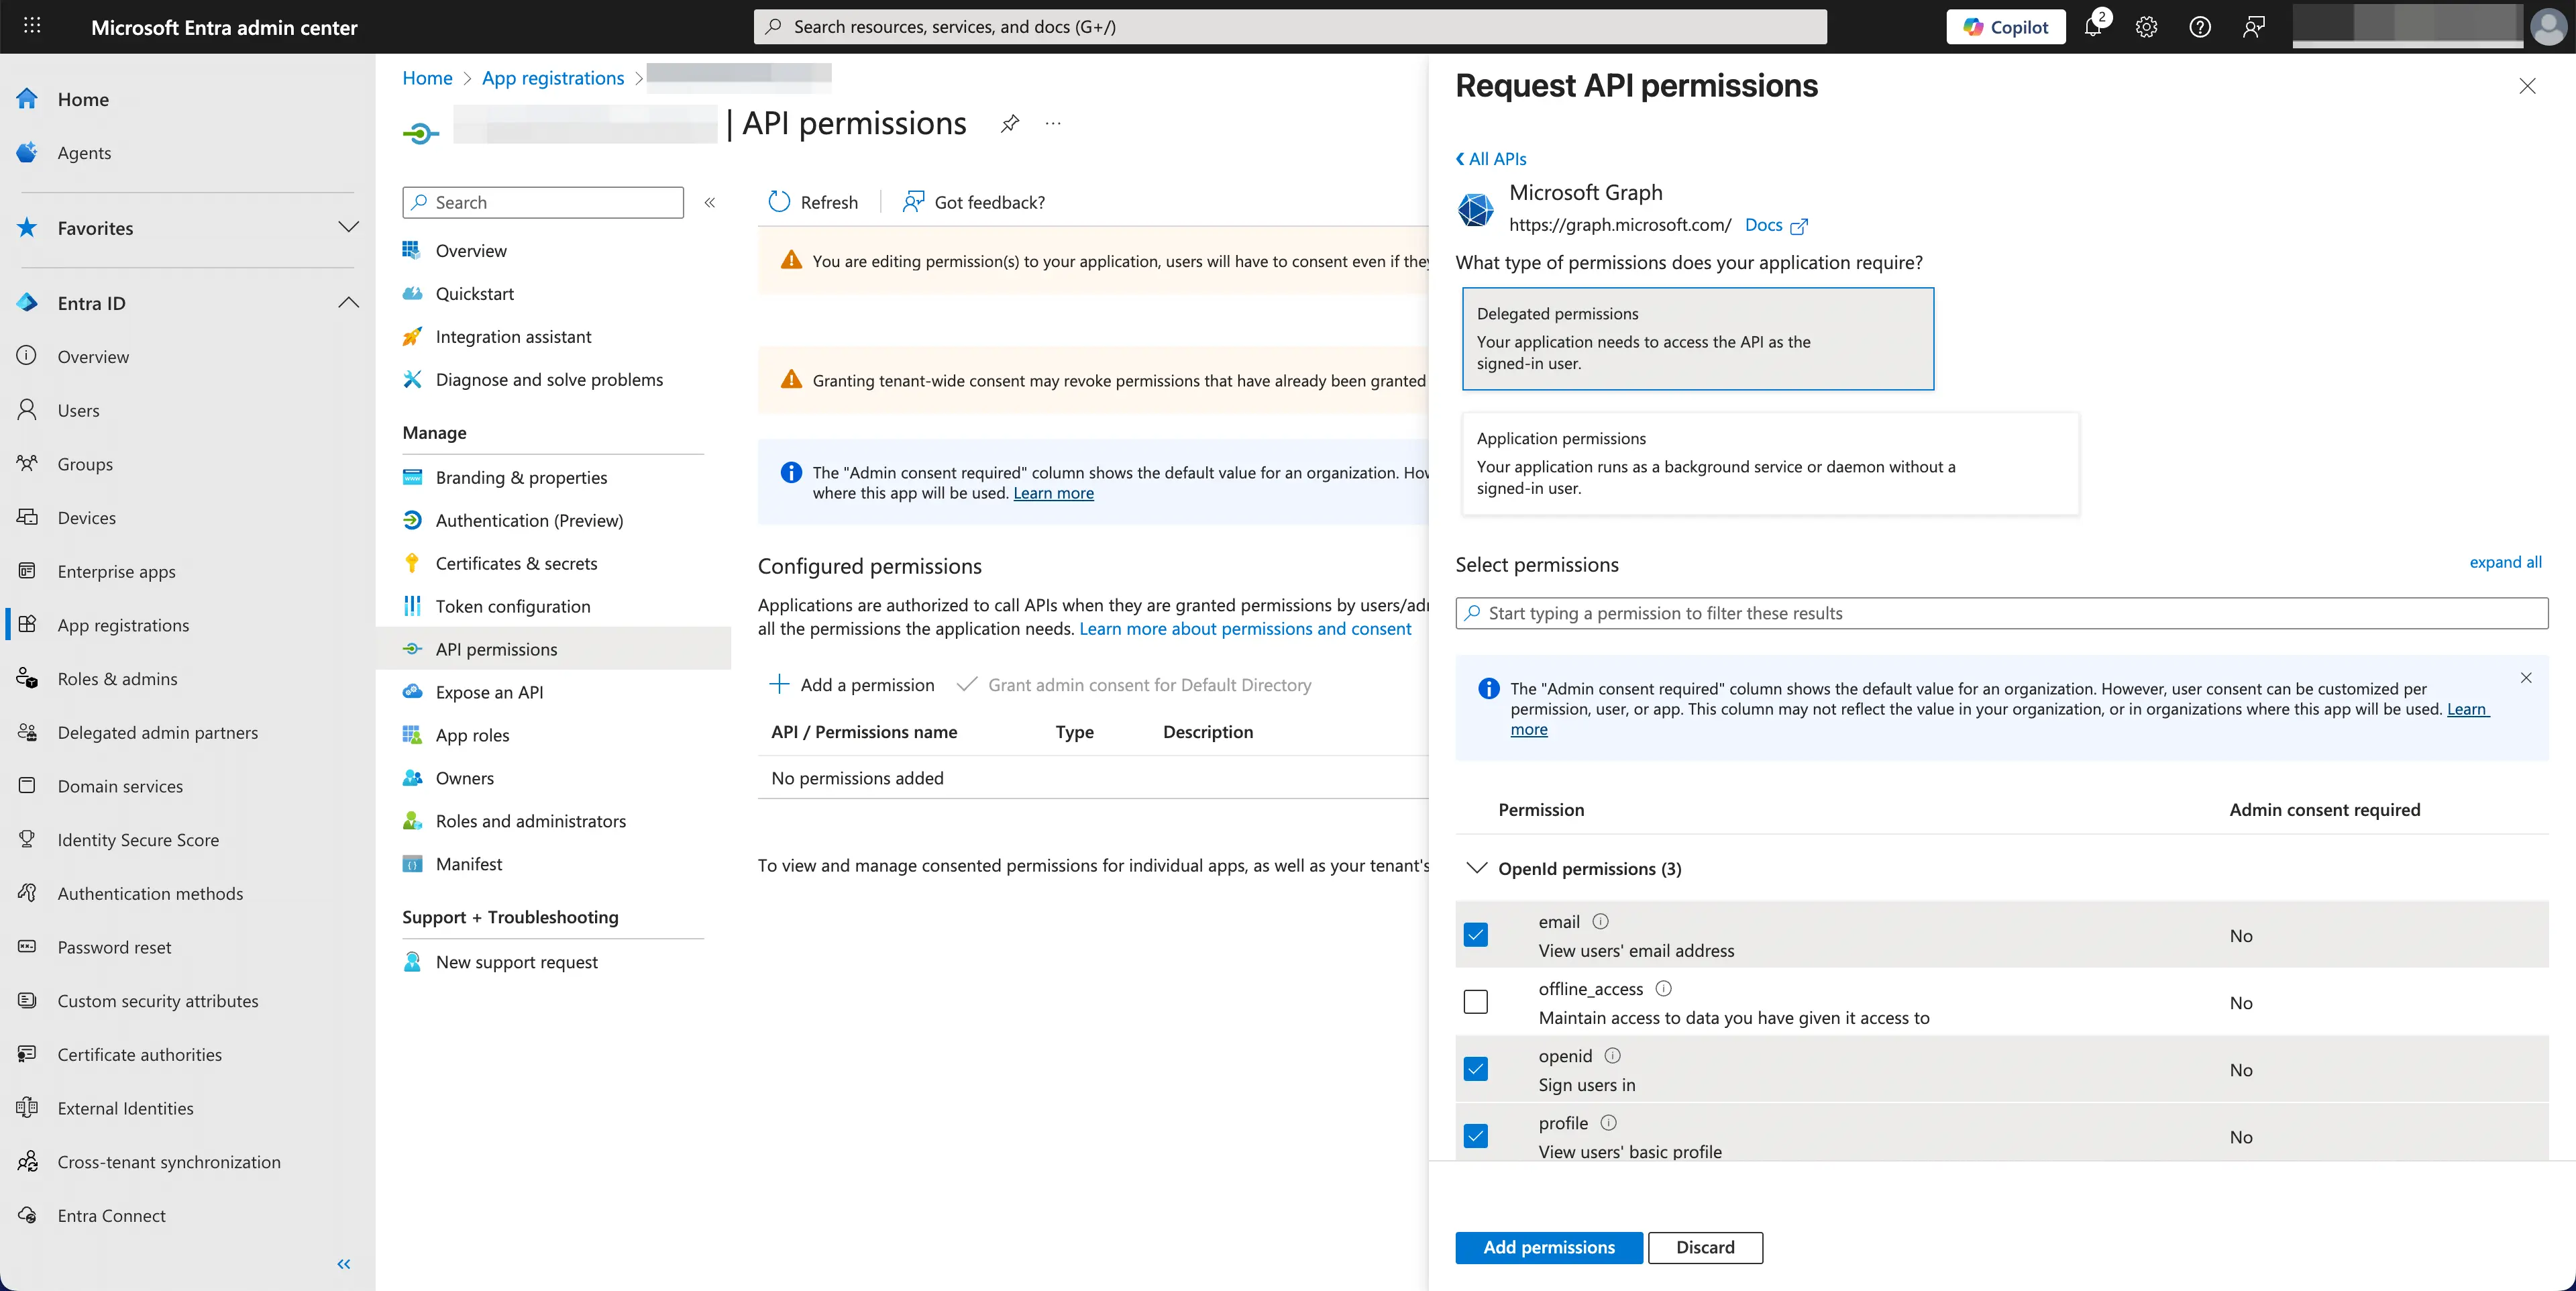 Microsoft Entra admin center
Search resources, services, and docs (G+/)
Copilot
2
Home
Agents
Favorites
Entra ID
Overview
Users
Groups
Devices
Enterprise apps
App registrations
Roles & admins
Delegated admin partners
Domain services
Identity Secure Score
Authentication methods
Password reset
Custom security attributes
Certificate authorities
External Identities
Cross-tenant synchronization
Entra Connect
Home > App registrations >
| API permissions
Search
Overview
Quickstart
Integration assistant
Diagnose and solve problems
Manage
Branding & properties
Authentication (Preview)
Certificates & secrets
Token configuration
API permissions
Expose an API
App roles
Owners
Roles and administrators
Manifest
Support + Troubleshooting
New support request
Refresh
Got feedback?
You are editing permission(s) to your application, users will have to consent even if they
Granting tenant-wide consent may revoke permissions that have already been granted
The "Admin consent required" column shows the default value for an organization. How
where this app will be used. Learn more
Configured permissions
Applications are authorized to call APIs when they are granted permissions by users/adm
all the permissions the application needs. Learn more about permissions and consent
Add a permission
Grant admin consent for Default Directory
API / Permissions name Type Description
No permissions added
To view and manage consented permissions for individual apps, as well as your tenant's
Request API permissions
All APIs
Microsoft Graph
https://graph.microsoft.com/ Docs
What type of permissions does your application require?
Delegated permissions
Your application needs to access the API as the
signed-in user.
Application permissions
Your application runs as a background service or daemon without a
signed-in user.
Select permissions
expand all
Start typing a permission to filter these results
The "Admin consent required" column shows the default value for an organization. However, user consent can be customized per
permission, user, or app. This column may not reflect the value in your organization, or in organizations where this app will be used. Learn
more
Permission Admin consent required
OpenId permissions (3)
email
View users' email address
No
offline_access
Maintain access to data you have given it access to
No
openid
Sign users in
No
profile
View users' basic profile
No
Add permissions
Discard